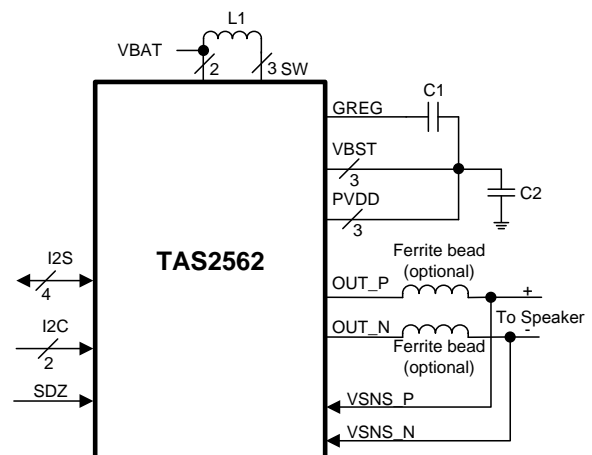 L1
VBAT
2
3
SW
C1
GREG
VBST
3
C2
PVDD
3
TAS2562
Ferrite bead
(optional)
I2S
4
OUT_P
+
To Speaker
OUT_N
-
I2C
2
Ferrite bead
(optional)
SDZ
VSNS_P
VSNS_N